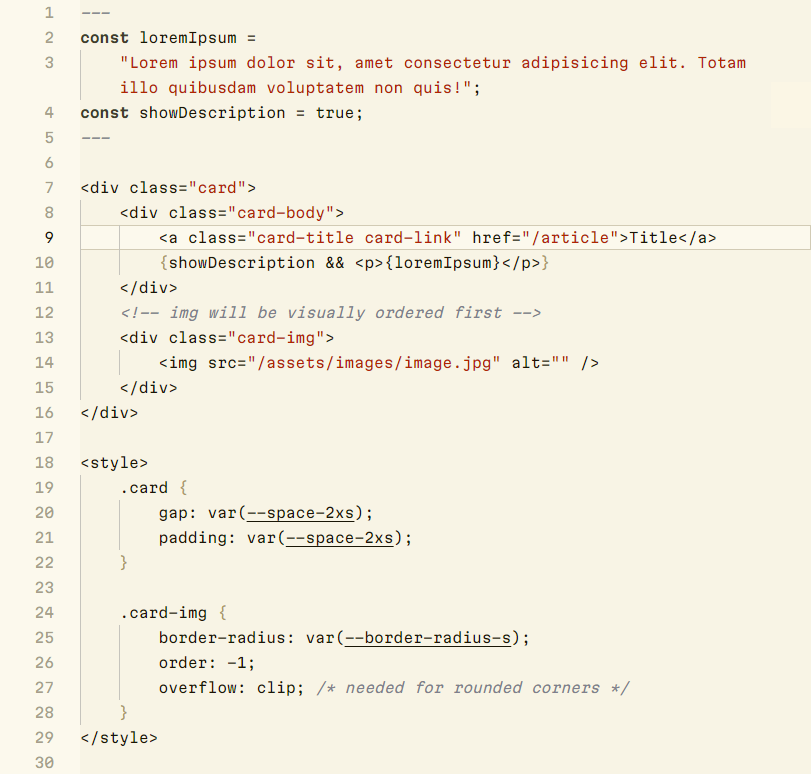 1 ---
2 const loremIpsum =
3 "Lorem ipsum dolor sit, amet consectetur adipisicing elit. Totam
illo quibusdam voluptatem non quis!";
4 const showDescription = true;
5 ---
6
7 <div class="card">
8 <div class="card-body">
9 <a class="card-title card-link" href="/article">Title</a>
10 {showDescription && <p>{loremIpsum}</p>}
11 </div>
12 <!-- img will be visually ordered first -->
13 <div class="card-img">
14 <img src="/assets/images/image.jpg" alt="" />
15 </div>
16 </div>
17
18 <style>
19 .card {
20 gap: var(--space-2xs);
21 padding: var(--space-2xs);
22 }
23
24 .card-img {
25 border-radius: var(--border-radius-s);
26 order: -1;
27 overflow: clip; /* needed for rounded corners */
28 }
29 </style>
30